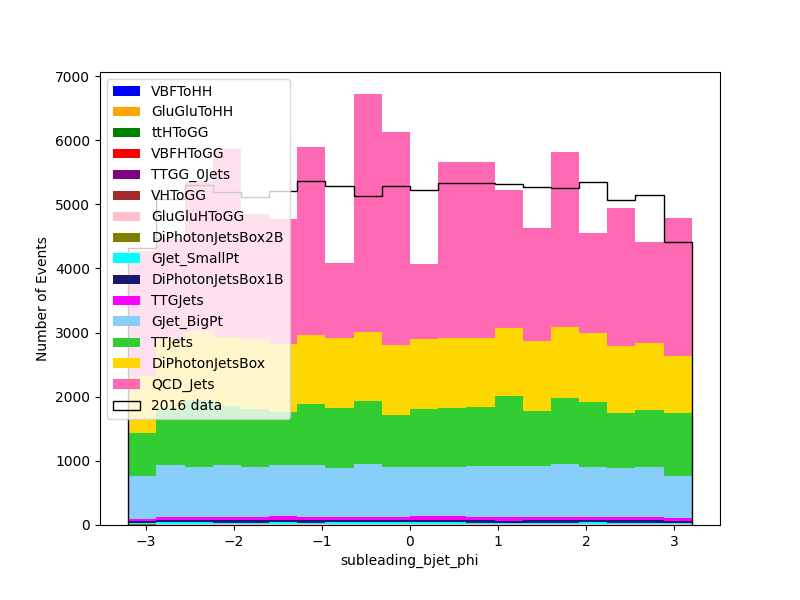 7000
6000
5000
4000
3000
2000
1000
0
Number of Events
VBFToHH
GluGluToHH
ttHToGG
VBFHToGG
TTGG_0Jets
VHToGG
GluGluHToGG
DiPhotonJetsBox2B
GJet_SmallPt
DiPhotonJetsBox1B
TTGJets
GJet_BigPt
TTJets
DiPhotonJetsBox
QCD_Jets
2016 data
−3 −2 −1 0 1 2 3
subleading_bjet_phi